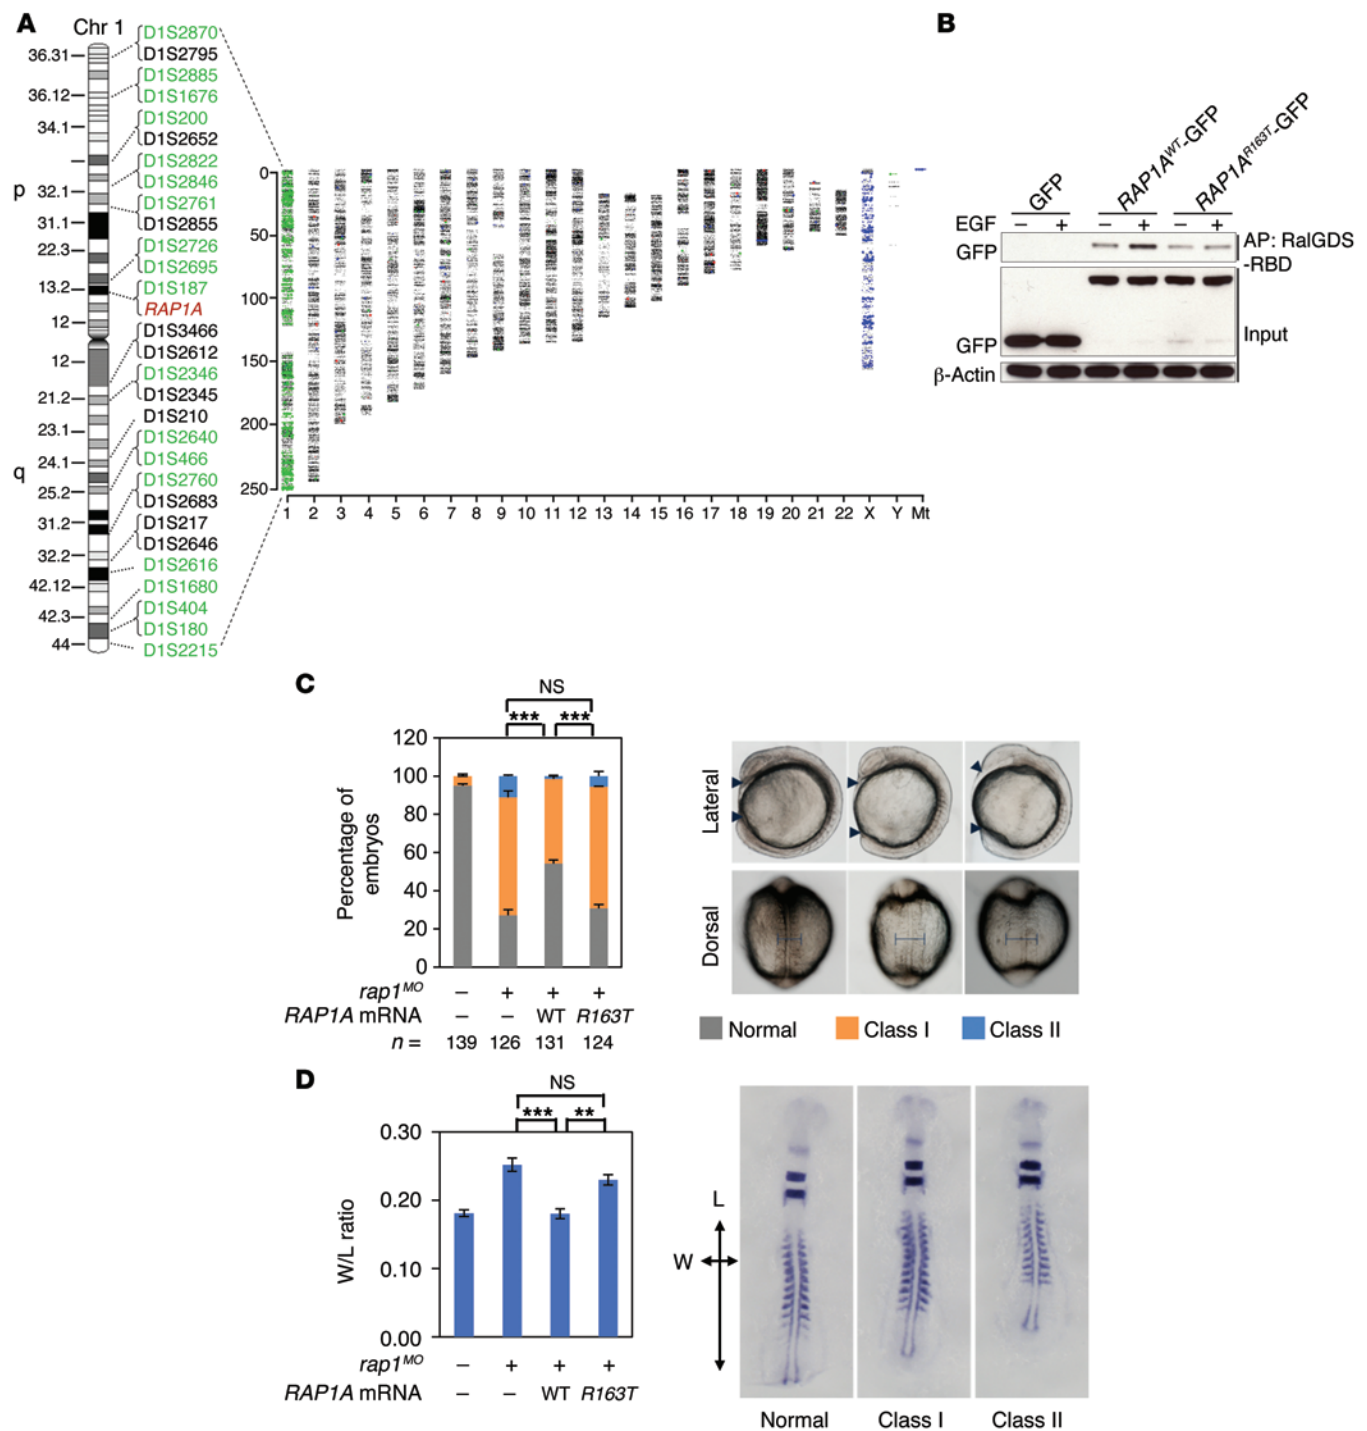 A
Chr 1
36.31
36.12
34.1
p
32.1
31.1
22.3
13.2
12
12
21.2
23.1
24.1
q
25.2
31.2
32.2
42.12
42.3
44
D1S2870
D1S2795
D1S2885
D1S1676
D1S200
D1S2652
D1S2822
D1S2846
D1S2761
D1S2855
D1S2726
D1S2695
D1S187
RAP1A
D1S3466
D1S2612
D1S2346
D1S2345
D1S210
D1S2640
D1S466
D1S2760
D1S2683
D1S217
D1S2646
D1S2616
D1S1680
D1S404
D1S180
D1S2215
0
50
100
150
200
250
1 2 3 4 5 6 7 8 9 10 11 12 13 14 15 16 17 18 19 20 21 22 X Y Mt
B
GFP
RAP1A^WT-GFP
RAP1A^R163T-GFP
EGF − + − + − +
GFP
AP: RalGDS
-RBD
Input
GFP
β-Actin
C
NS
*** ***
120
100
80
60
40
20
0
Percentage of
embryos
rap1^MO − + + +
RAP1A mRNA − − WT R163T
n = 139 126 131 124
Lateral
Dorsal
Normal Class I Class II
D
NS
*** **
0.30
0.20
0.10
0.00
W/L ratio
rap1^MO − + + +
RAP1A mRNA − − WT R163T
L
W
Normal Class I Class II